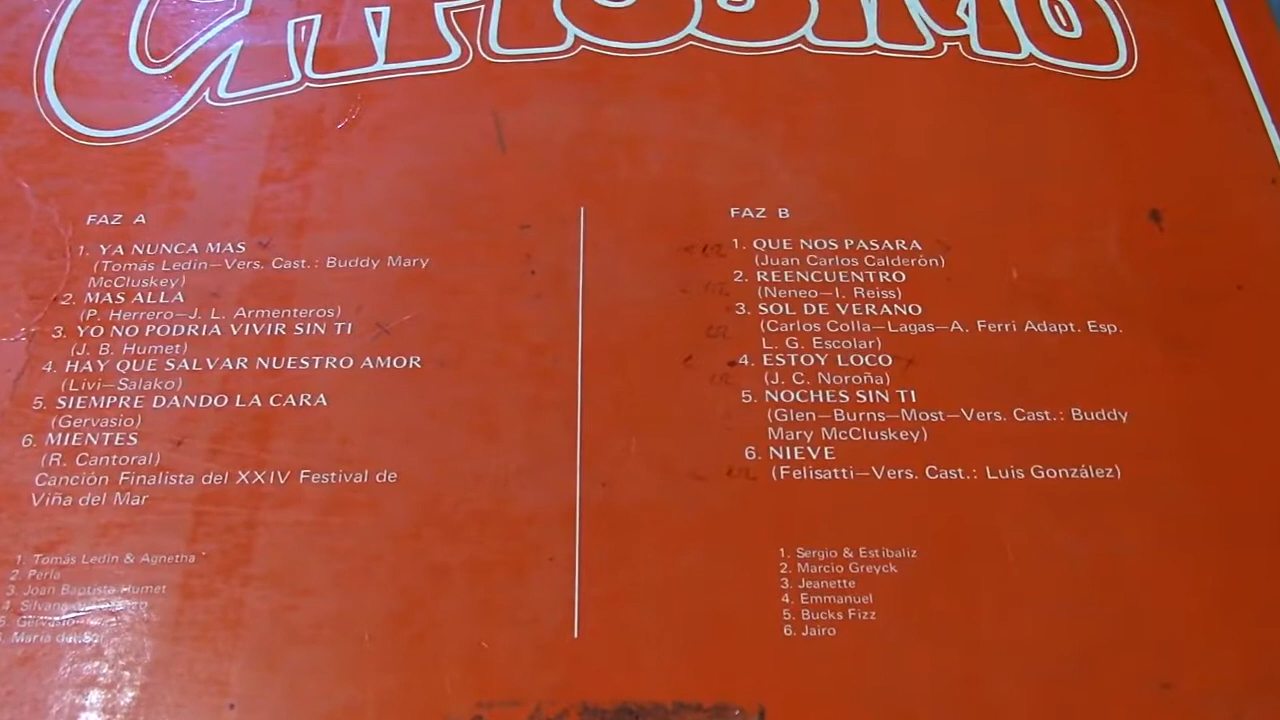 FAZ A
1. YA NUNCA MAS
(Tomás Ledin—Vers. Cast.: Buddy Mary
McCluskey)
2. MAS ALLA
(P. Herrero—J. L. Armenteros)
3. YO NO PODRIA VIVIR SIN TI
(J. B. Humet)
4. HAY QUE SALVAR NUESTRO AMOR
(Livi—Salako)
5. SIEMPRE DANDO LA CARA
(Gervasio)
6. MIENTES
(R. Cantoral)
Canción Finalista del XXIV Festival de
Viña del Mar
1. Tomás Ledin & Agnetha
2. Perla
3. Joan Baptista Humet
4. Silvana
5. Gervasio
María del
FAZ B
1. QUE NOS PASARA
(Juan Carlos Calderón)
2. REENCUENTRO
(Neneo—I. Reiss)
3. SOL DE VERANO
(Carlos Colla—Lagas—A. Ferri Adapt. Esp.
L. G. Escolar)
4. ESTOY LOCO
(J. C. Noroña)
5. NOCHES SIN TI
(Glen—Burns—Most—Vers. Cast.: Buddy
Mary McCluskey)
6. NIEVE
(Felisatti—Vers. Cast.: Luis González)
1. Sergio & Estibaliz
2. Marcio Greyck
3. Jeanette
4. Emmanuel
5. Bucks Fizz
6. Jairo